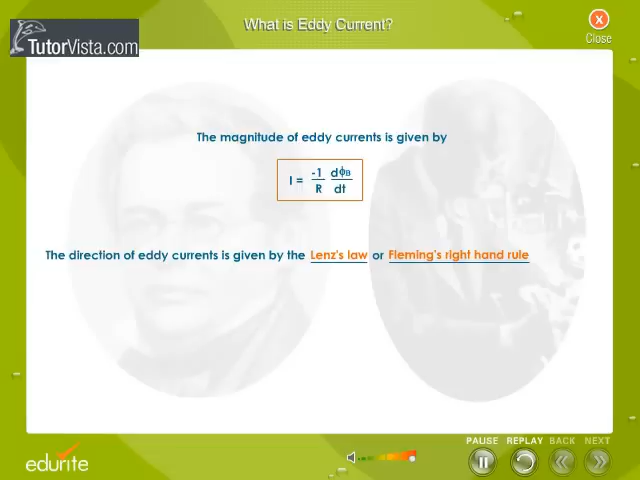 What is Eddy Current?
Close
TutorVista.com
The magnitude of eddy currents is given by
I = -1/R dϕB/dt
The direction of eddy currents is given by the Lenz's law or Fleming's right hand rule
PAUSE REPLAY BACK NEXT
edurite